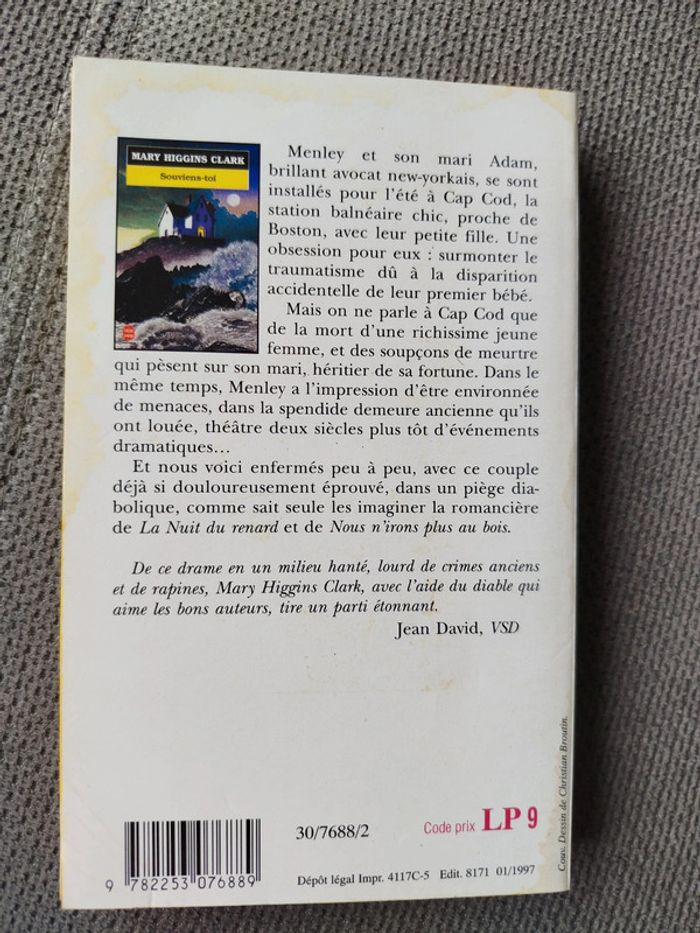 MARY HIGGINS CLARK
Souviens-toi
Menley et son mari Adam,
brillant avocat new-yorkais, se sont
installés pour l'été à Cap Cod, la
station balnéaire chic, proche de
Boston, avec leur petite fille. Une
obsession pour eux : surmonter le
traumatisme dû à la disparition
accidentelle de leur premier bébé.
Mais on ne parle à Cap Cod que
de la mort d'une richissime jeune
femme, et des soupçons de meurtre
qui pèsent sur son mari, héritier de sa fortune. Dans le
même temps, Menley a l'impression d'être environnée
de menaces, dans la spendide demeure ancienne qu'ils
ont louée, théâtre deux siècles plus tôt d'événements
dramatiques...
Et nous voici enfermés peu à peu, avec ce couple
déjà si douloureusement éprouvé, dans un piège dia-
bolique, comme sait seule les imaginer la romancière
de La Nuit du renard et de Nous n'irons plus au bois.
De ce drame en un milieu hanté, lourd de crimes anciens
et de rapines, Mary Higgins Clark, avec l'aide du diable qui
aime les bons auteurs, tire un parti étonnant.
Jean David, VSD
Couv. Dessin de Christian Broutin.
30/7688/2
Code prix LP 9
9 782253 076889
Dépôt légal Impr. 4117C-5 Edit. 8171 01/1997